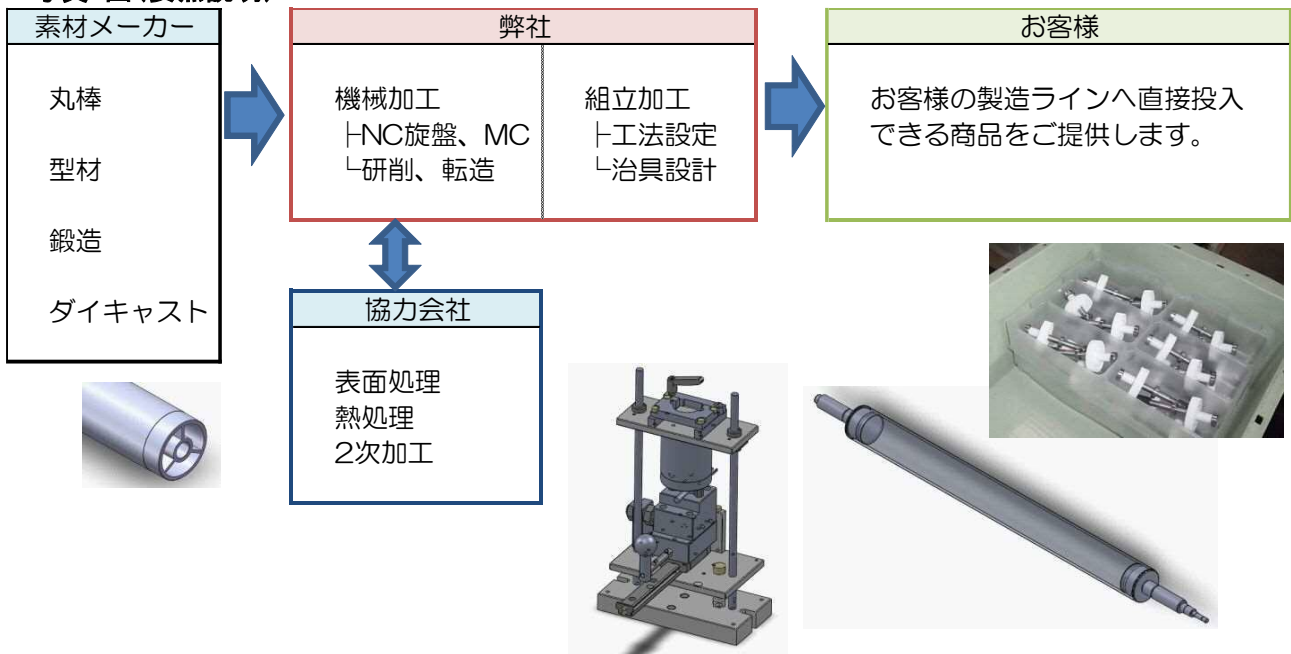 素材メーカー
丸棒
型材
鍛造
ダイキャスト
弊社
機械加工
├NC旋盤、MC
└研削、転造
組立加工
├工法設定
└治具設計
お客様
お客様の製造ラインへ直接投入
できる商品をご提供します。
協力会社
表面処理
熱処理
2次加工